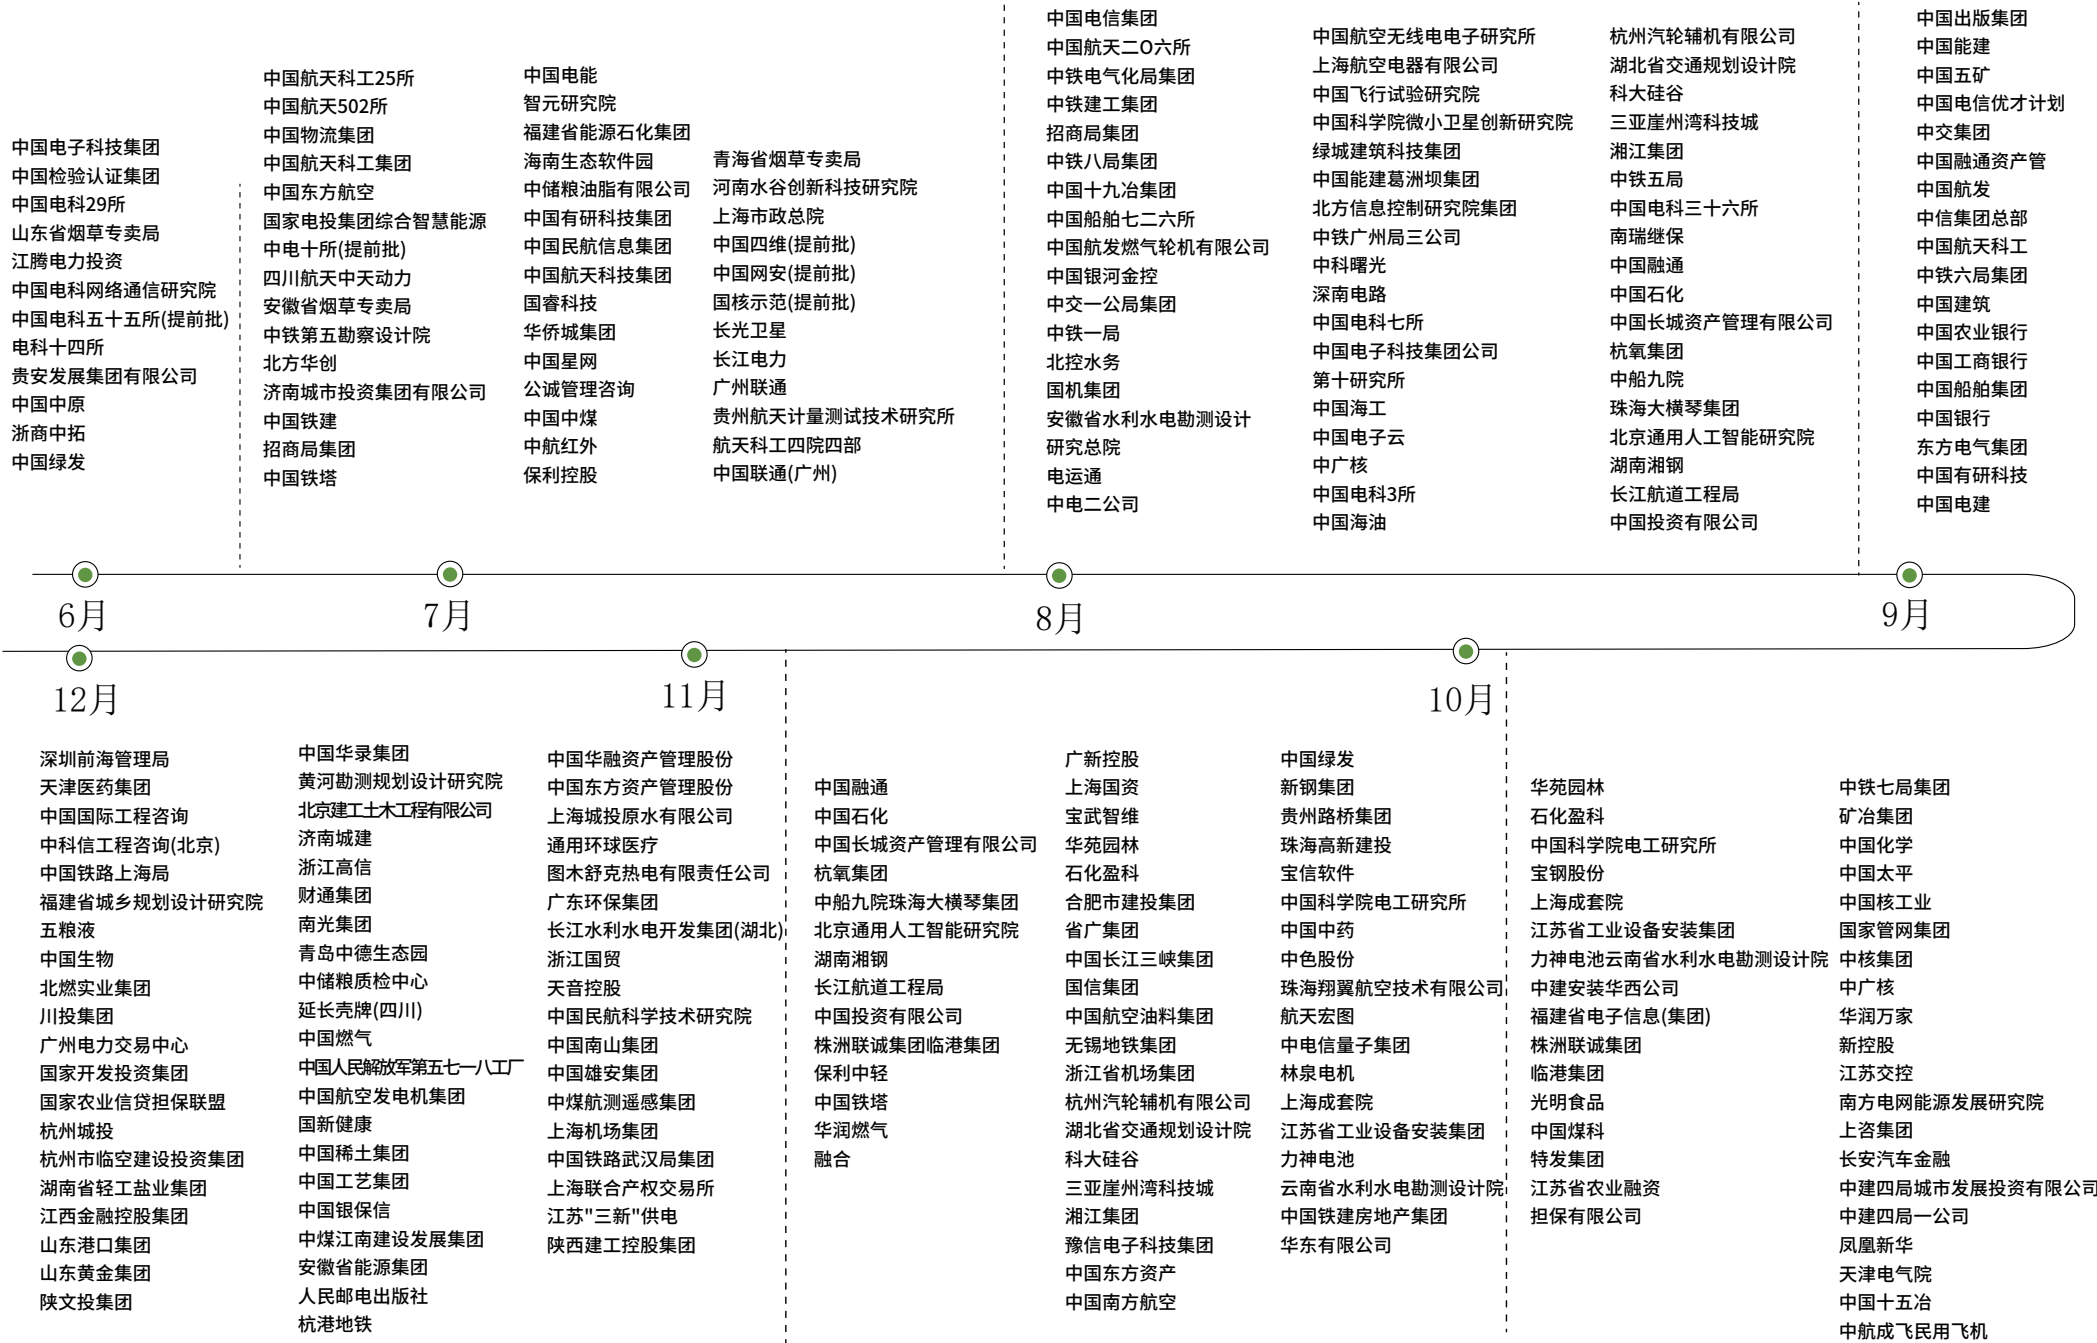 中国电子科技集团
中国检验认证集团
中国电科29所
山东省烟草专卖局
江腾电力投资
中国电科网络通信研究院
中国电科五十五所(提前批)
电科十四所
贵安发展集团有限公司
中国中原
浙商中拓
中国绿发
中国航天科工25所
中国航天502所
中国物流集团
中国航天科工集团
中国东方航空
国家电投集团综合智慧能源
中电十所(提前批)
四川航天中天动力
安徽省烟草专卖局
中铁第五勘察设计院
北方华创
济南城市投资集团有限公司
中国铁建
招商局集团
中国铁塔
中国电能
智元研究院
福建省能源石化集团
海南生态软件园
中储粮油脂有限公司
中国有研科技集团
中国民航信息集团
中国航天科技集团
国睿科技
华侨城集团
中国星网
公诚管理咨询
中国中煤
中航红外
保利控股
青海省烟草专卖局
河南水谷创新科技研究院
上海市政总院
中国四维(提前批)
中国网安(提前批)
国核示范(提前批)
长光卫星
长江电力
广州联通
贵州航天计量测试技术研究所
航天科工四院四部
中国联通(广州)
中国电信集团
中国航天二O六所
中铁电气化局集团
中铁建工集团
招商局集团
中铁八局集团
中国十九冶集团
中国船舶七二六所
中国航发燃气轮机有限公司
中国银河金控
中交一公局集团
中铁一局
北控水务
国机集团
安徽省水利水电勘测设计
研究总院
电运通
中电二公司
中国航空无线电电子研究所
上海航空电器有限公司
中国飞行试验研究院
中国科学院微小卫星创新研究院
绿城建筑科技集团
中国能建葛洲坝集团
北方信息控制研究院集团
中铁广州局三公司
中科曙光
深南电路
中国电科七所
中国电子科技集团公司
第十研究所
中国海工
中国电子云
中广核
中国电科3所
中国海油
杭州汽轮辅机有限公司
湖北省交通规划设计院
科大硅谷
三亚崖州湾科技城
湘江集团
中铁五局
中国电科三十六所
南瑞继保
中国融通
中国石化
中国长城资产管理有限公司
杭氧集团
中船九院
珠海大横琴集团
北京通用人工智能研究院
湖南湘钢
长江航道工程局
中国投资有限公司
中国出版集团
中国能建
中国五矿
中国电信优才计划
中交集团
中国融通资产管
中国航发
中信集团总部
中国航天科工
中铁六局集团
中国建筑
中国农业银行
中国工商银行
中国船舶集团
中国银行
东方电气集团
中国有研科技
中国电建
6月
7月
8月
9月
12月
11月
10月
深圳前海管理局
天津医药集团
中国国际工程咨询
中科信工程咨询(北京)
中国铁路上海局
福建省城乡规划设计研究院
五粮液
中国生物
北燃实业集团
川投集团
广州电力交易中心
国家开发投资集团
国家农业信贷担保联盟
杭州城投
杭州市临空建设投资集团
湖南省轻工盐业集团
江西金融控股集团
山东港口集团
山东黄金集团
陕文投集团
中国华录集团
黄河勘测规划设计研究院
北京建工土木工程有限公司
济南城建
浙江高信
财通集团
南光集团
青岛中德生态园
中储粮质检中心
延长壳牌(四川)
中国燃气
中国人民解放军第五七一八工厂
中国航空发电机集团
国新健康
中国稀土集团
中国工艺集团
中国银保信
中煤江南建设发展集团
安徽省能源集团
人民邮电出版社
杭港地铁
中国华融资产管理股份
中国东方资产管理股份
上海城投原水有限公司
通用环球医疗
图木舒克热电有限责任公司
广东环保集团
长江水利水电开发集团(湖北)
浙江国贸
天音控股
中国民航科学技术研究院
中国南山集团
中国雄安集团
中煤航测遥感集团
上海机场集团
中国铁路武汉局集团
上海联合产权交易所
江苏"三新"供电
陕西建工控股集团
中国融通
中国石化
中国长城资产管理有限公司
杭氧集团
中船九院珠海大横琴集团
北京通用人工智能研究院
湖南湘钢
长江航道工程局
中国投资有限公司
株洲联诚集团临港集团
保利中轻
中国铁塔
华润燃气
融合
广新控股
上海国资
宝武智维
华苑园林
石化盈科
合肥市建投集团
省广集团
中国长江三峡集团
国信集团
中国航空油料集团
无锡地铁集团
浙江省机场集团
杭州汽轮辅机有限公司
湖北省交通规划设计院
科大硅谷
三亚崖州湾科技城
湘江集团
豫信电子科技集团
中国东方资产
中国南方航空
中国绿发
新钢集团
贵州路桥集团
珠海高新建投
宝信软件
中国科学院电工研究所
中国中药
中色股份
珠海翔翼航空技术有限公司
航天宏图
中电信量子集团
林泉电机
上海成套院
江苏省工业设备安装集团
力神电池
云南省水利水电勘测设计院
中国铁建房地产集团
华东有限公司
华苑园林
石化盈科
中国科学院电工研究所
宝钢股份
上海成套院
江苏省工业设备安装集团
力神电池云南省水利水电勘测设计院
中建安装华西公司
福建省电子信息(集团)
株洲联诚集团
临港集团
光明食品
中国煤科
特发集团
江苏省农业融资
担保有限公司
中铁七局集团
矿冶集团
中国化学
中国太平
中国核工业
国家管网集团
中核集团
中广核
华润万家
新控股
江苏交控
南方电网能源发展研究院
上咨集团
长安汽车金融
中建四局城市发展投资有限公司
中建四局一公司
凤凰新华
天津电气院
中国十五冶
中航成飞民用飞机